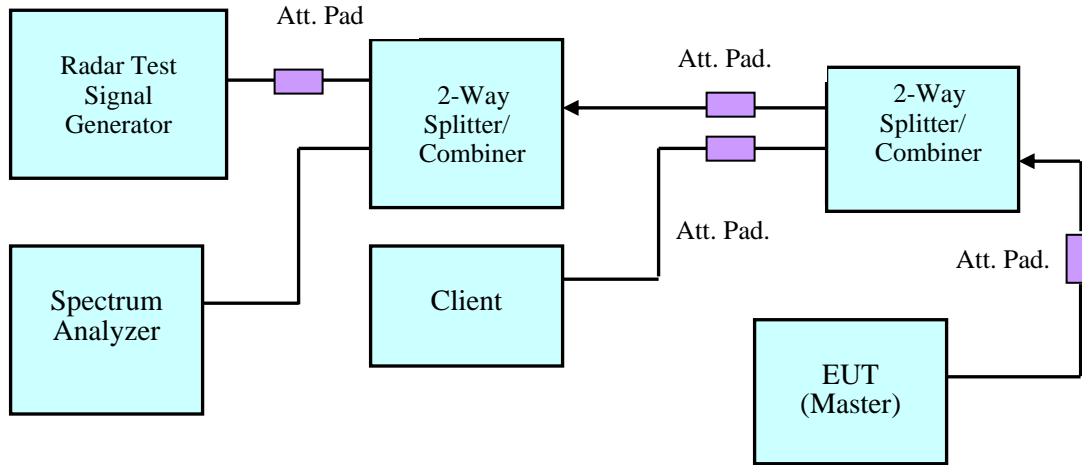 Att. Pad
Radar Test
Signal
Generator
2-Way
Splitter/
Combiner
Att. Pad.
2-Way
Splitter/
Combiner
Att. Pad.
Att. Pad.
Spectrum
Analyzer
Client
EUT
(Master)